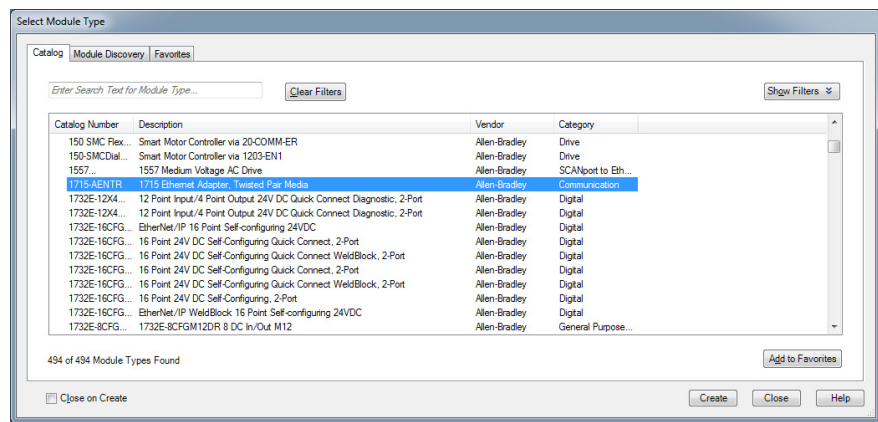 Select Module Type
Catalog Module Discovery Favorites
Enter Search Text for Module Type... Clear Filters Show Filters
Catalog Number Description Vendor Category
150 SMC Flex... Smart Motor Controller via 20-COMM-ER Allen-Bradley Drive
150-SMCDial... Smart Motor Controller via 1203-EN1 Allen-Bradley Drive
1557... 1557 Medium Voltage AC Drive Allen-Bradley SCANport to Eth...
1715-AENTR 1715 Ethernet Adapter, Twisted Pair Media Allen-Bradley Communication
1732E-12X4... 12 Point Input/4 Point Output 24V DC Quick Connect Diagnostic, 2-Port Allen-Bradley Digital
1732E-12X4... 12 Point Input/4 Point Output 24V DC Quick Connect Diagnostic, 2-Port Allen-Bradley Digital
1732E-16CFG... EtherNet/IP 16 Point Self-configuring 24VDC Allen-Bradley Digital
1732E-16CFG... 16 Point 24V DC Self-Configuring Quick Connect, 2-Port Allen-Bradley Digital
1732E-16CFG... 16 Point 24V DC Self-Configuring Quick Connect WeldBlock, 2-Port Allen-Bradley Digital
1732E-16CFG... 16 Point 24V DC Self-Configuring Quick Connect, 2-Port Allen-Bradley Digital
1732E-16CFG... 16 Point 24V DC Self-Configuring Quick Connect WeldBlock, 2-Port Allen-Bradley Digital
1732E-16CFG... 16 Point 24V DC Self-Configuring, 2-Port Allen-Bradley Digital
1732E-16CFG... EtherNet/IP WeldBlock 16 Point Self-configuring 24VDC Allen-Bradley Digital
1732E-8CFG... 1732E-8CFGM12DR 8 DC In/Out M12 Allen-Bradley General Purpose...
494 of 494 Module Types Found Add to Favorites
Close on Create Create Close Help